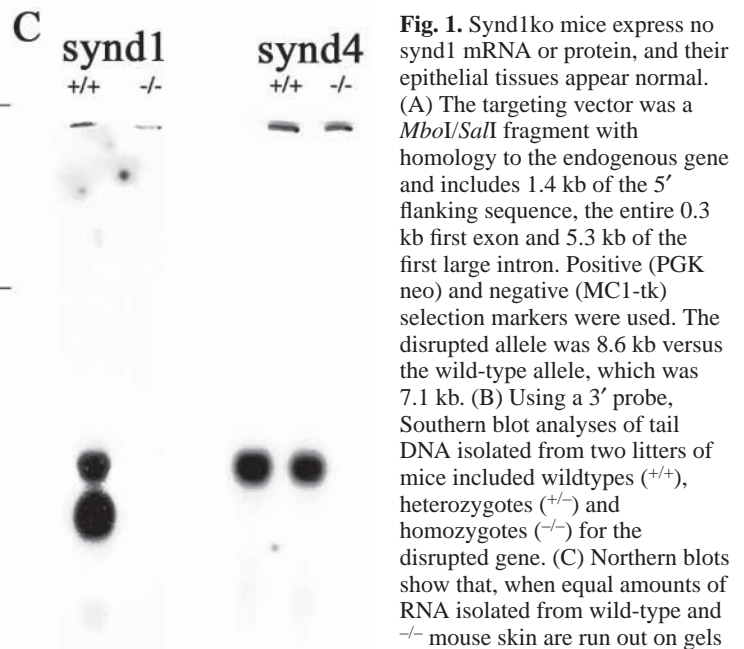 C
synd1 synd4
+/+ -/- +/+ -/-
Fig. 1. Synd1ko mice express no
synd1 mRNA or protein, and their
epithelial tissues appear normal.
(A) The targeting vector was a
MboI/SalI fragment with
homology to the endogenous gene
and includes 1.4 kb of the 5′
flanking sequence, the entire 0.3
kb first exon and 5.3 kb of the
first large intron. Positive (PGK
neo) and negative (MC1-tk)
selection markers were used. The
disrupted allele was 8.6 kb versus
the wild-type allele, which was
7.1 kb. (B) Using a 3′ probe,
Southern blot analyses of tail
DNA isolated from two litters of
mice included wildtypes (+/+),
heterozygotes (+/−) and
homozygotes (−/−) for the
disrupted gene. (C) Northern blots
show that, when equal amounts of
RNA isolated from wild-type and
−/− mouse skin are run out on gels